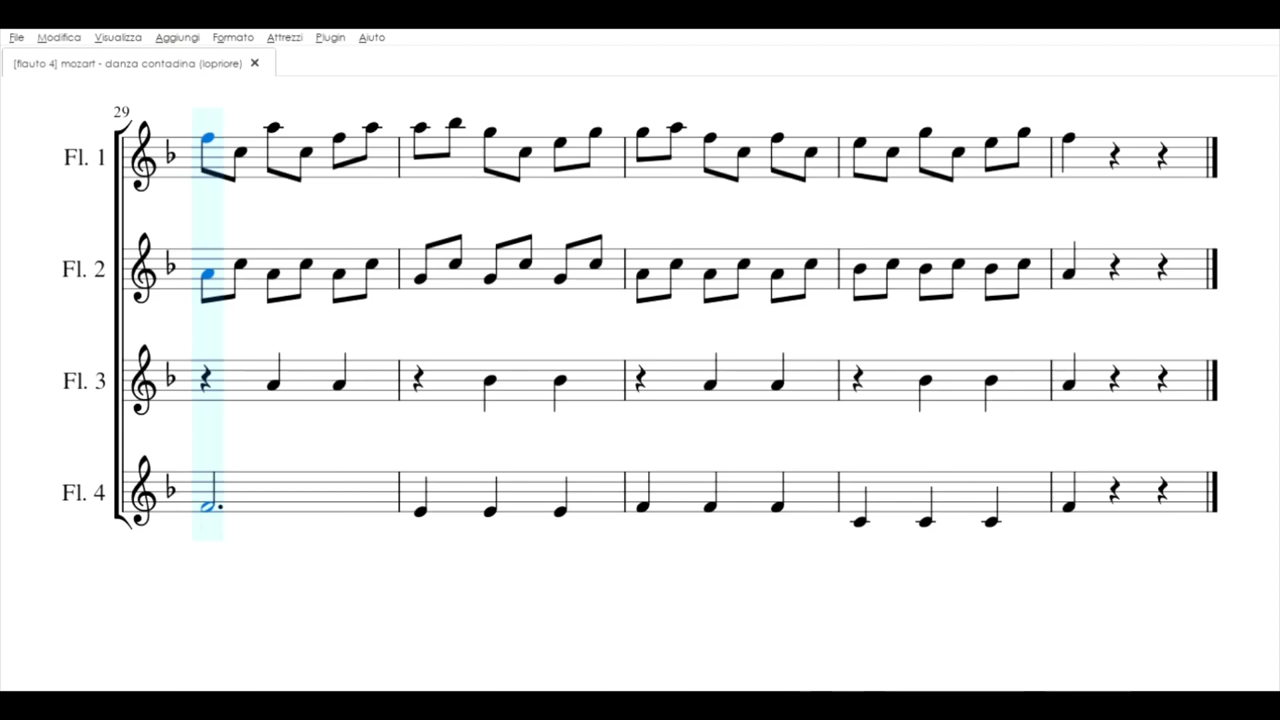 File Modifica Visualizza Aggiungi Formato Attrezzi Plugin Aiuto
[flauto 4] mozart - danza contadina (lopriore) ✕
29
Fl. 1
Fl. 2
Fl. 3
Fl. 4